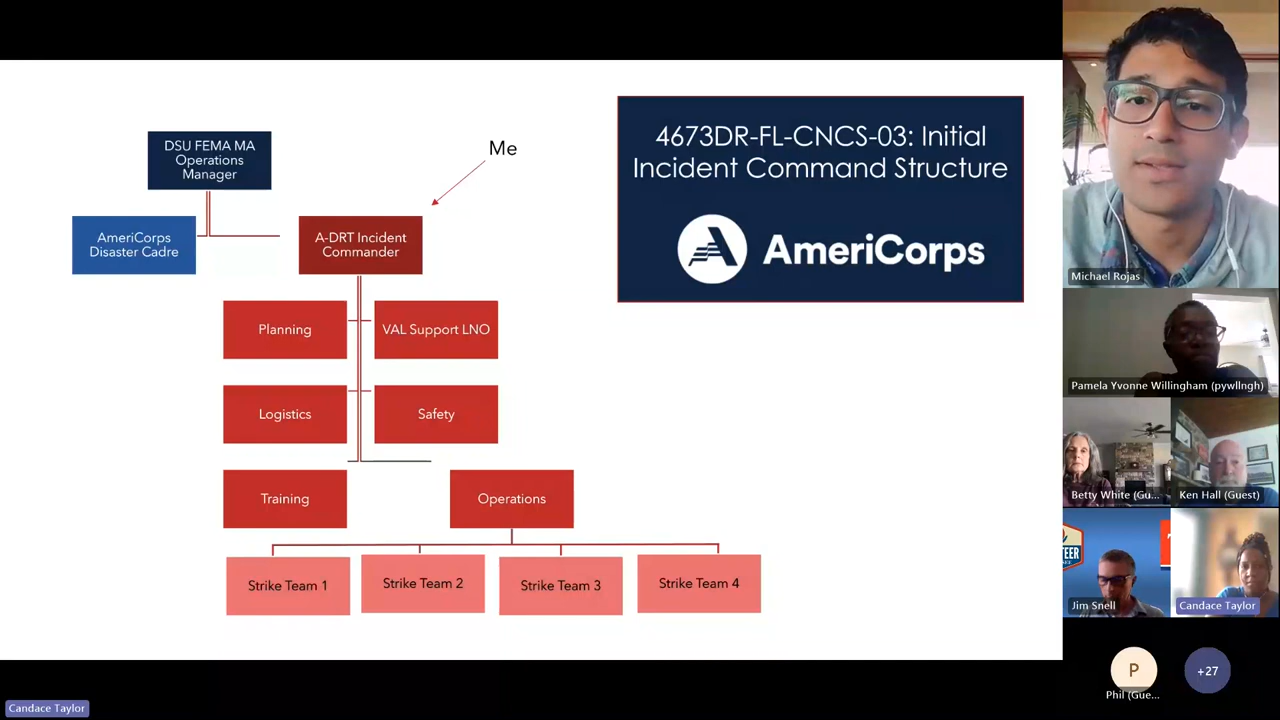 DSU FEMA MA
Operations
Manager
Me
4673DR-FL-CNCS-03: Initial
Incident Command Structure
AmeriCorps
AmeriCorps
Disaster Cadre
A-DRT Incident
Commander
Planning
VAL Support LNO
Logistics
Safety
Training
Operations
Strike Team 1
Strike Team 2
Strike Team 3
Strike Team 4
Michael Rojas
Pamela Yvonne Willingham (pywllngh)
Betty White (Gu...
Ken Hall (Guest)
Jim Snell
Candace Taylor
P
+27
Phil (Gue...
Candace Taylor